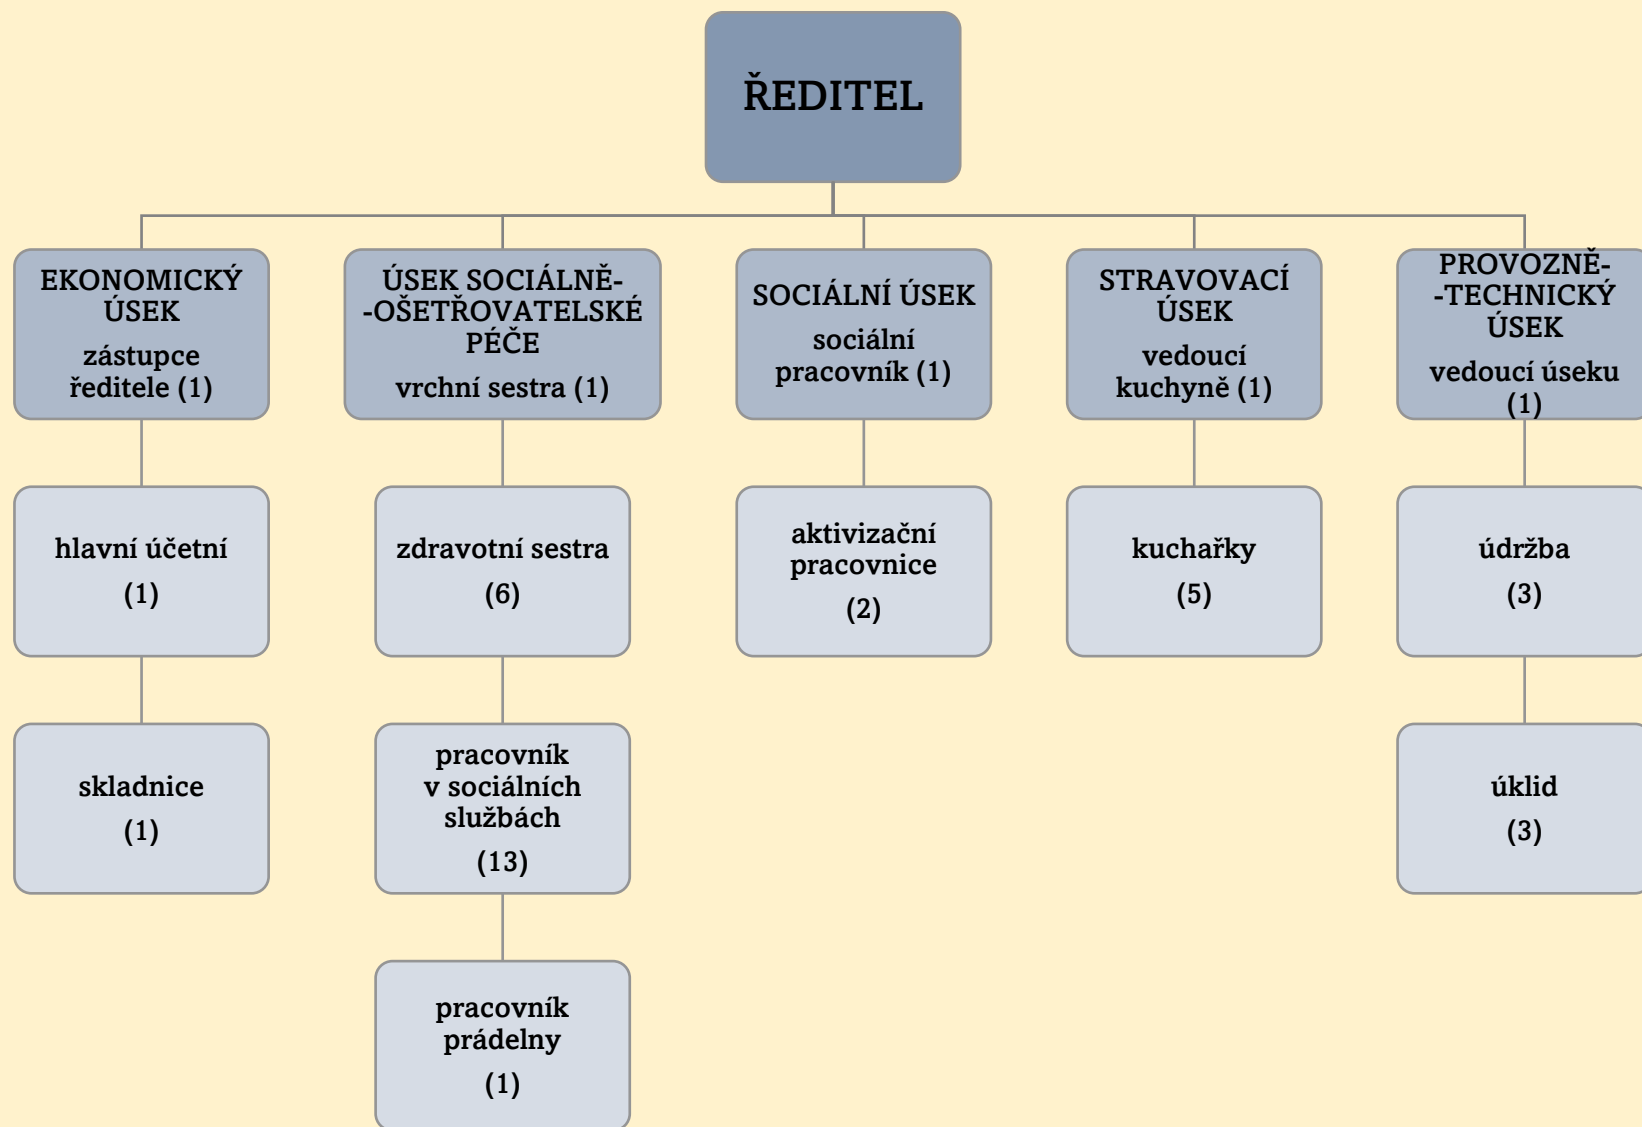 ŘEDITEL
EKONOMICKÝ
ÚSEK
zástupce
ředitele (1)
ÚSEK SOCIÁLNĚ-
-OŠETŘOVATELSKÉ
PÉČE
vrchní sestra (1)
SOCIÁLNÍ ÚSEK
sociální
pracovník (1)
STRAVOVACÍ
ÚSEK
vedoucí
kuchyně (1)
PROVOZNĚ-
-TECHNICKÝ
ÚSEK
vedoucí úseku
(1)
hlavní účetní
(1)
zdravotní sestra
(6)
aktivizační
pracovnice
(2)
kuchařky
(5)
údržba
(3)
skladnice
(1)
pracovník
v sociálních
službách
(13)
úklid
(3)
pracovník
prádelny
(1)